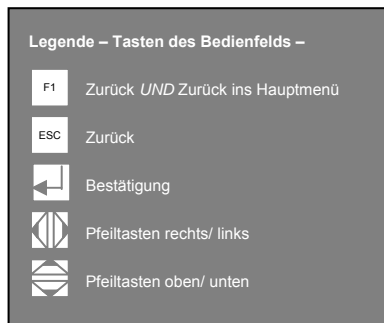 Legende – Tasten des Bedienfelds –
F1 Zurück UND Zurück ins Hauptmenü
ESC Zurück
Bestätigung
Pfeiltasten rechts/ links
Pfeiltasten oben/ unten